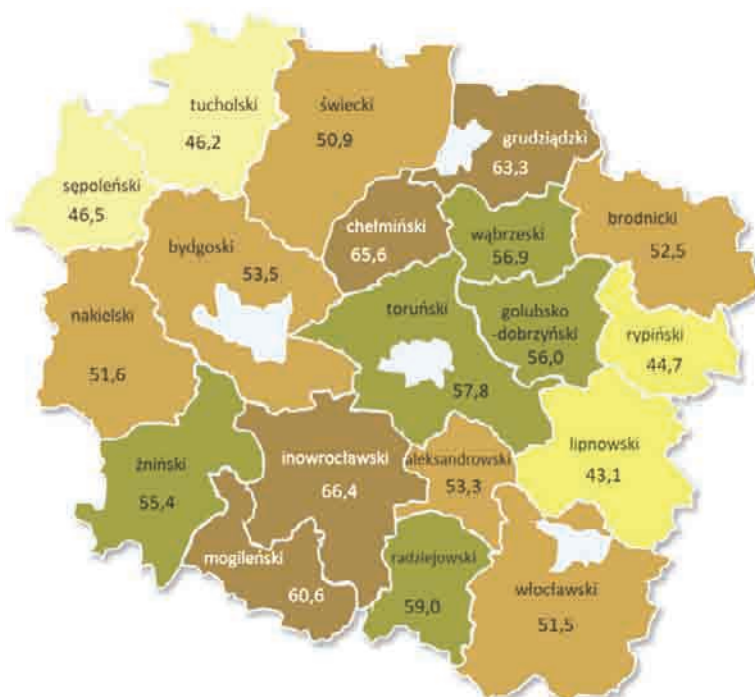 tucholski
46,2
świecki
50,9
grudziądzki
63,3
sępoleński
46,5
chełmiński
65,6
wąbrzeski
56,9
brodnicki
52,5
bydgoski
53,5
nakielski
51,6
toruński
57,8
golubsko
-dobrzyński
56,0
rypiński
44,7
żniński
55,4
inowrocławski
66,4
aleksandrowski
53,3
lipnowski
43,1
mogileński
60,6
radziejowski
59,0
włocławski
51,5